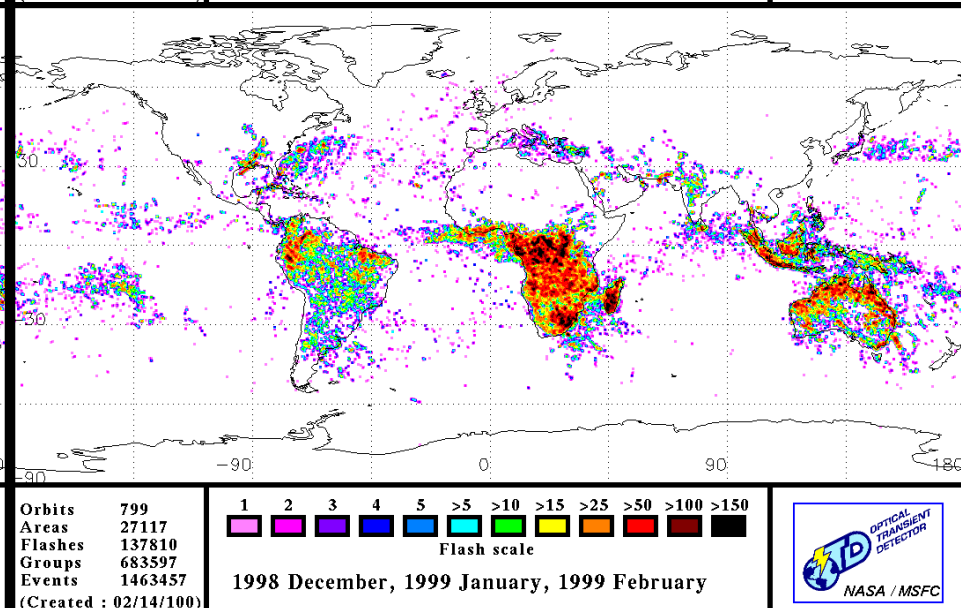 30
-30
-90
-90
0
90
180
Orbits 799
Areas 27117
Flashes 137810
Groups 683597
Events 1463457
(Created : 02/14/100)
1 2 3 4 5 >5 >10 >15 >25 >50 >100 >150
Flash scale
1998 December, 1999 January, 1999 February
OTD
OPTICAL
TRANSIENT
DETECTOR
NASA / MSFC